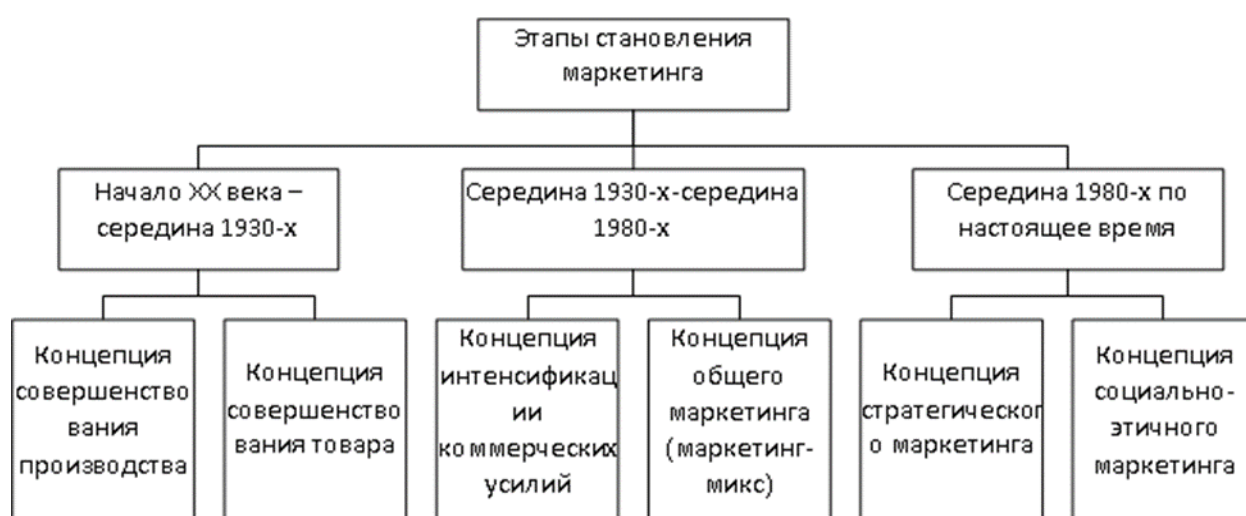 Этапы становления
маркетинга
Начало XX века –
середина 1930-х
Середина 1930-х-середина
1980-х
Середина 1980-х по
настоящее время
Концепция
совершенство
вания
производства
Концепция
совершенство
вания товара
Концепция
интенсификац
ии
коммерческих
усилий
Концепция
общего
маркетинга
(маркетинг-
микс)
Концепция
стратегическог
о маркетинга
Концепция
социально-
этичного
маркетинга